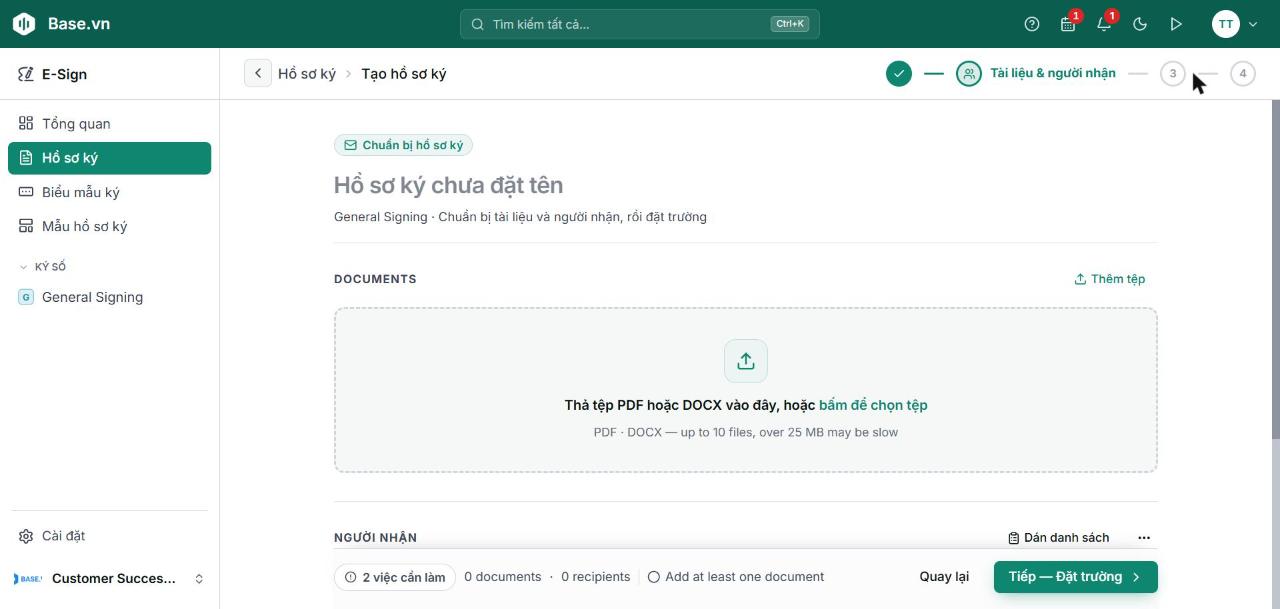 Base.vn
Tìm kiếm tất cả...
Ctrl+K
1
1
TT
E-Sign
Hồ sơ ký
Tạo hồ sơ ký
Tài liệu & người nhận
3
4
Tổng quan
Hồ sơ ký
Biểu mẫu ký
Mẫu hồ sơ ký
KÝ SỐ
G
General Signing
Cài đặt
BASE.V
Customer Succes...
Chuẩn bị hồ sơ ký
Hồ sơ ký chưa đặt tên
General Signing · Chuẩn bị tài liệu và người nhận, rồi đặt trường
DOCUMENTS
Thêm tệp
Thả tệp PDF hoặc DOCX vào đây, hoặc bấm để chọn tệp
PDF · DOCX — up to 10 files, over 25 MB may be slow
NGƯỜI NHẬN
Dán danh sách
2 việc cần làm
0 documents · 0 recipients
Add at least one document
Quay lại
Tiếp — Đặt trường